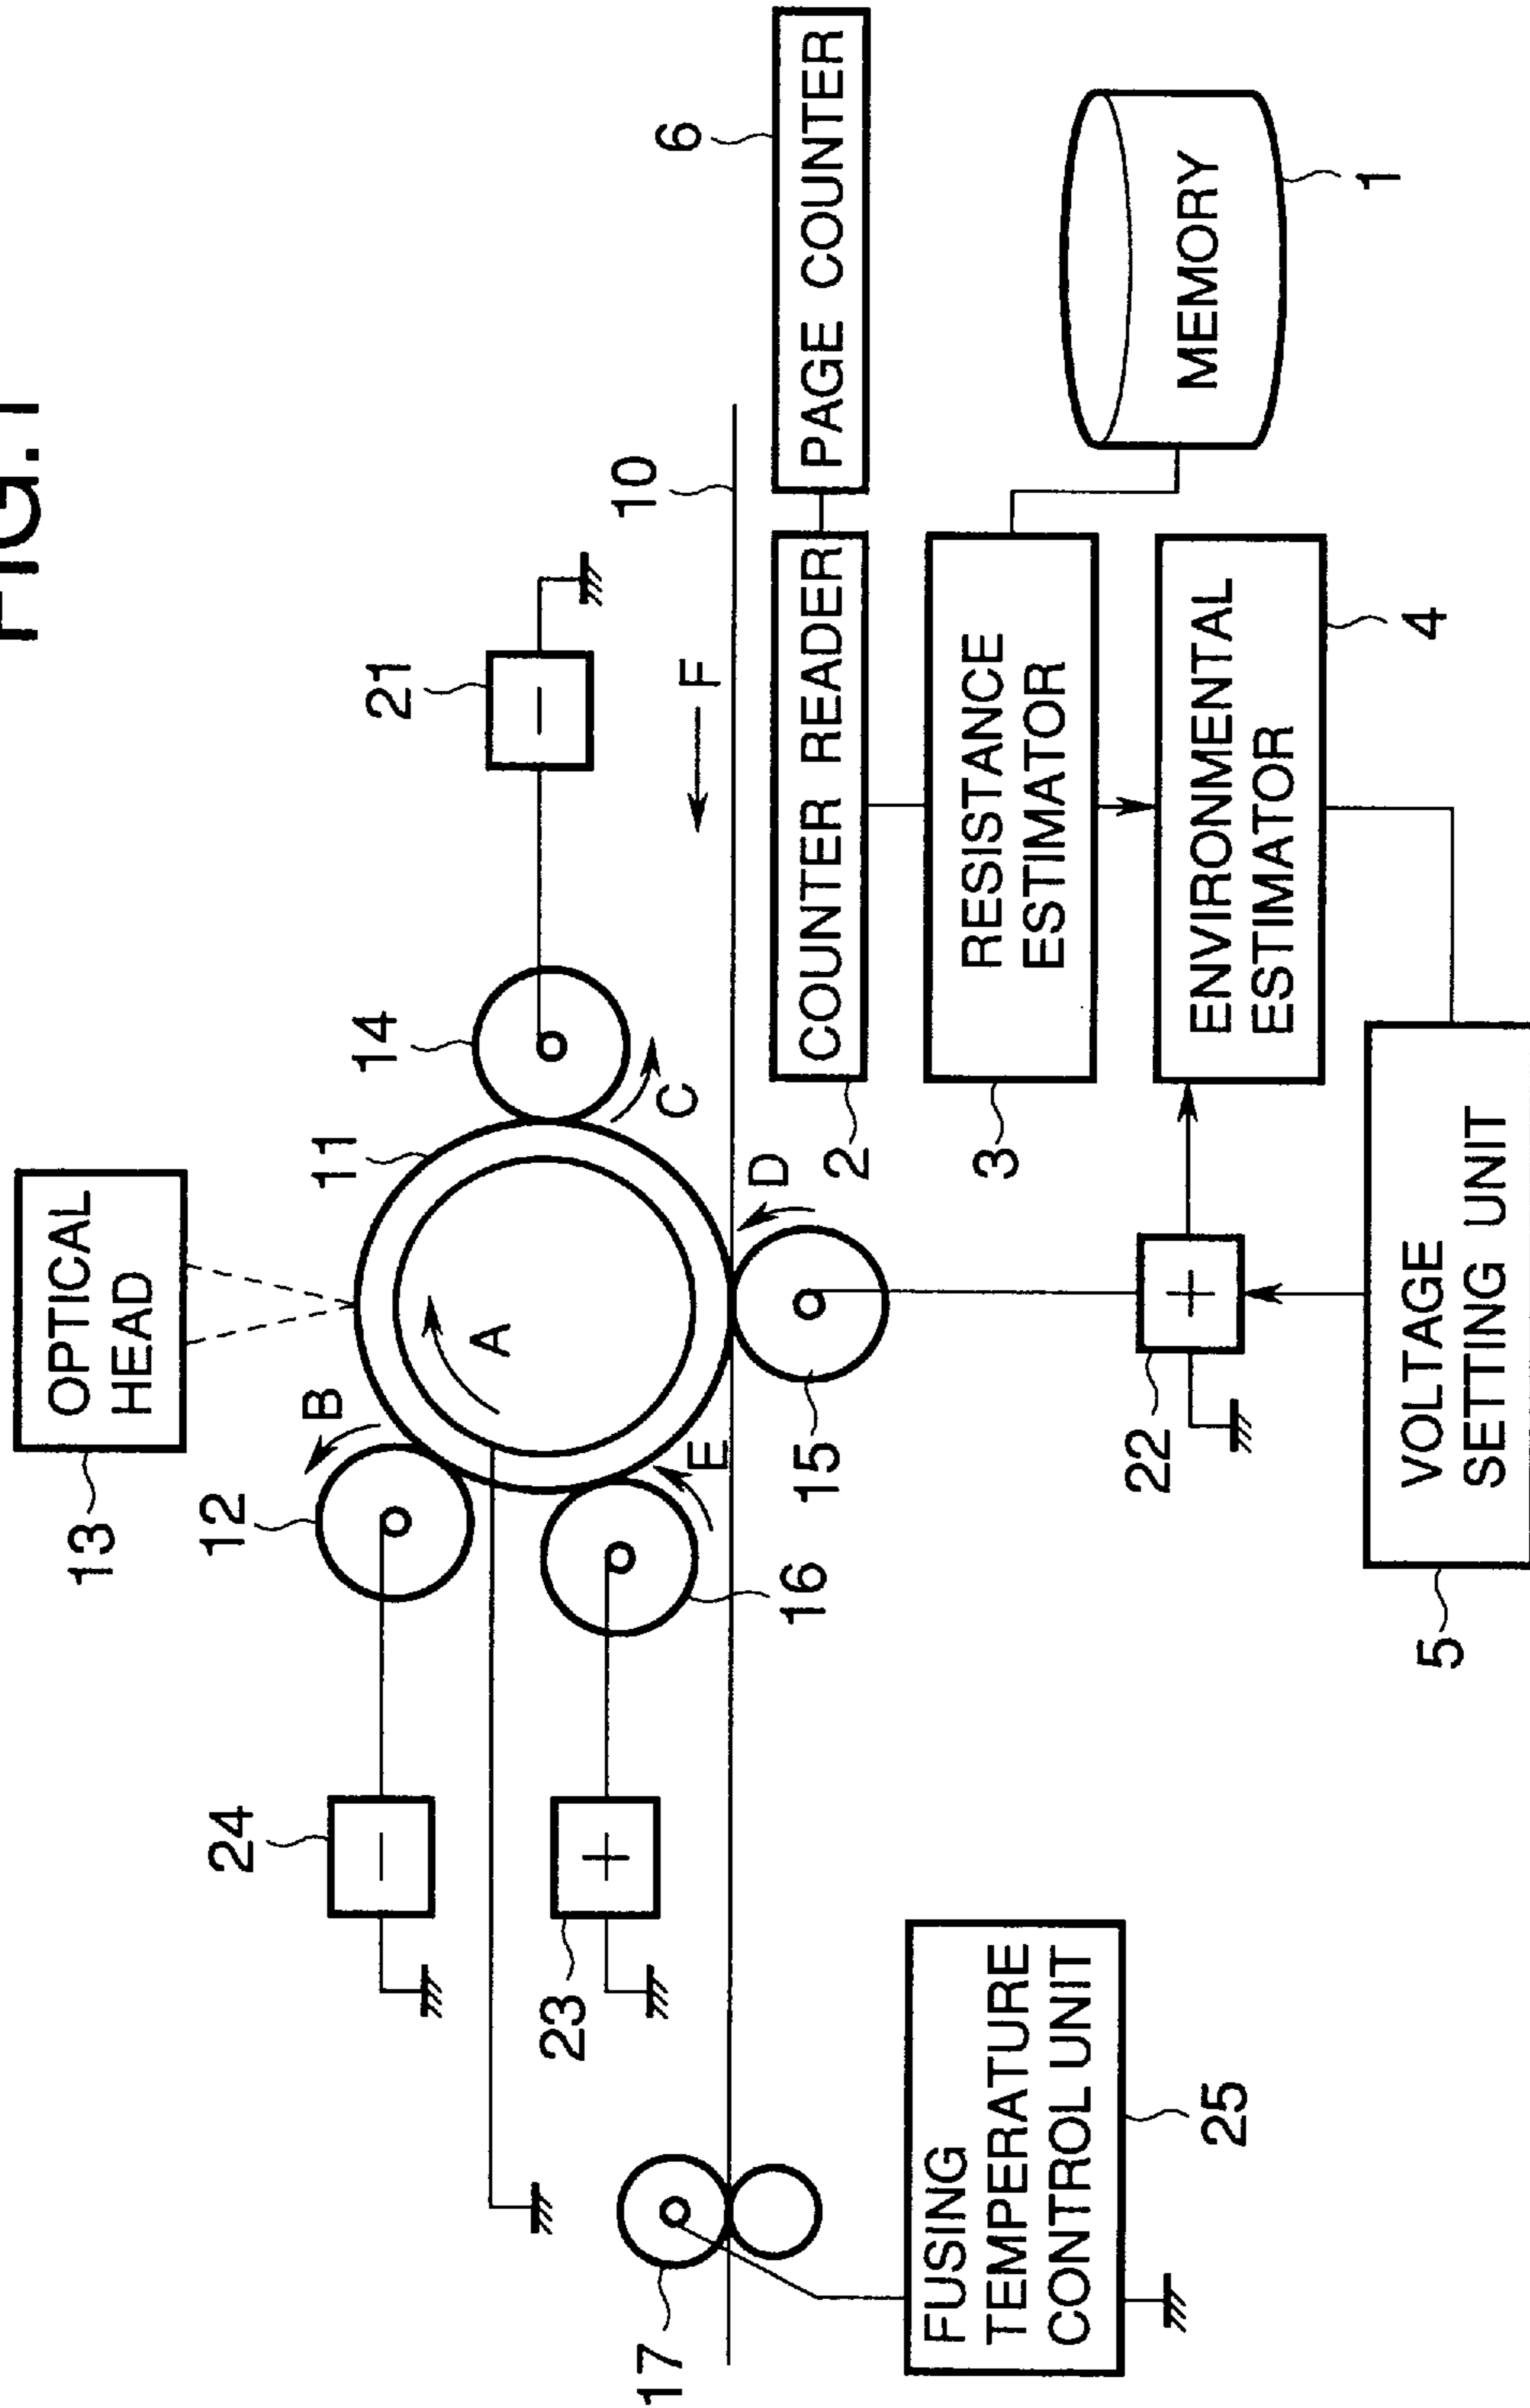 FIG.1
OPTICAL
HEAD
13
12
B
11
14
21
24
A
C
F
10
6
23
E
D
16
15
17
PAGE COUNTER
COUNTER READER
2
RESISTANCE
ESTIMATOR
3
MEMORY
1
ENVIRONMENTAL
ESTIMATOR
4
22
FUSING
TEMPERATURE
CONTROL UNIT
25
VOLTAGE
SETTING UNIT
5